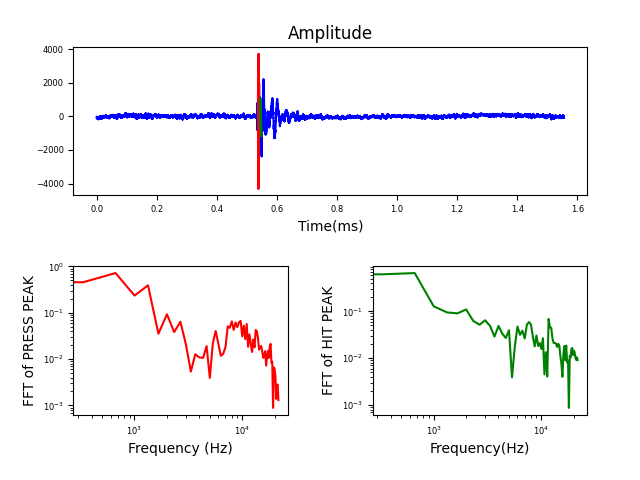 Amplitude
4000
2000
0
−2000
−4000
0.0 0.2 0.4 0.6 0.8 1.0 1.2 1.4 1.6
Time(ms)
FFT of PRESS PEAK
10⁰
10⁻¹
10⁻²
10⁻³
10³ 10⁴
Frequency (Hz)
FFT of HIT PEAK
10⁻¹
10⁻²
10⁻³
10³ 10⁴
Frequency(Hz)